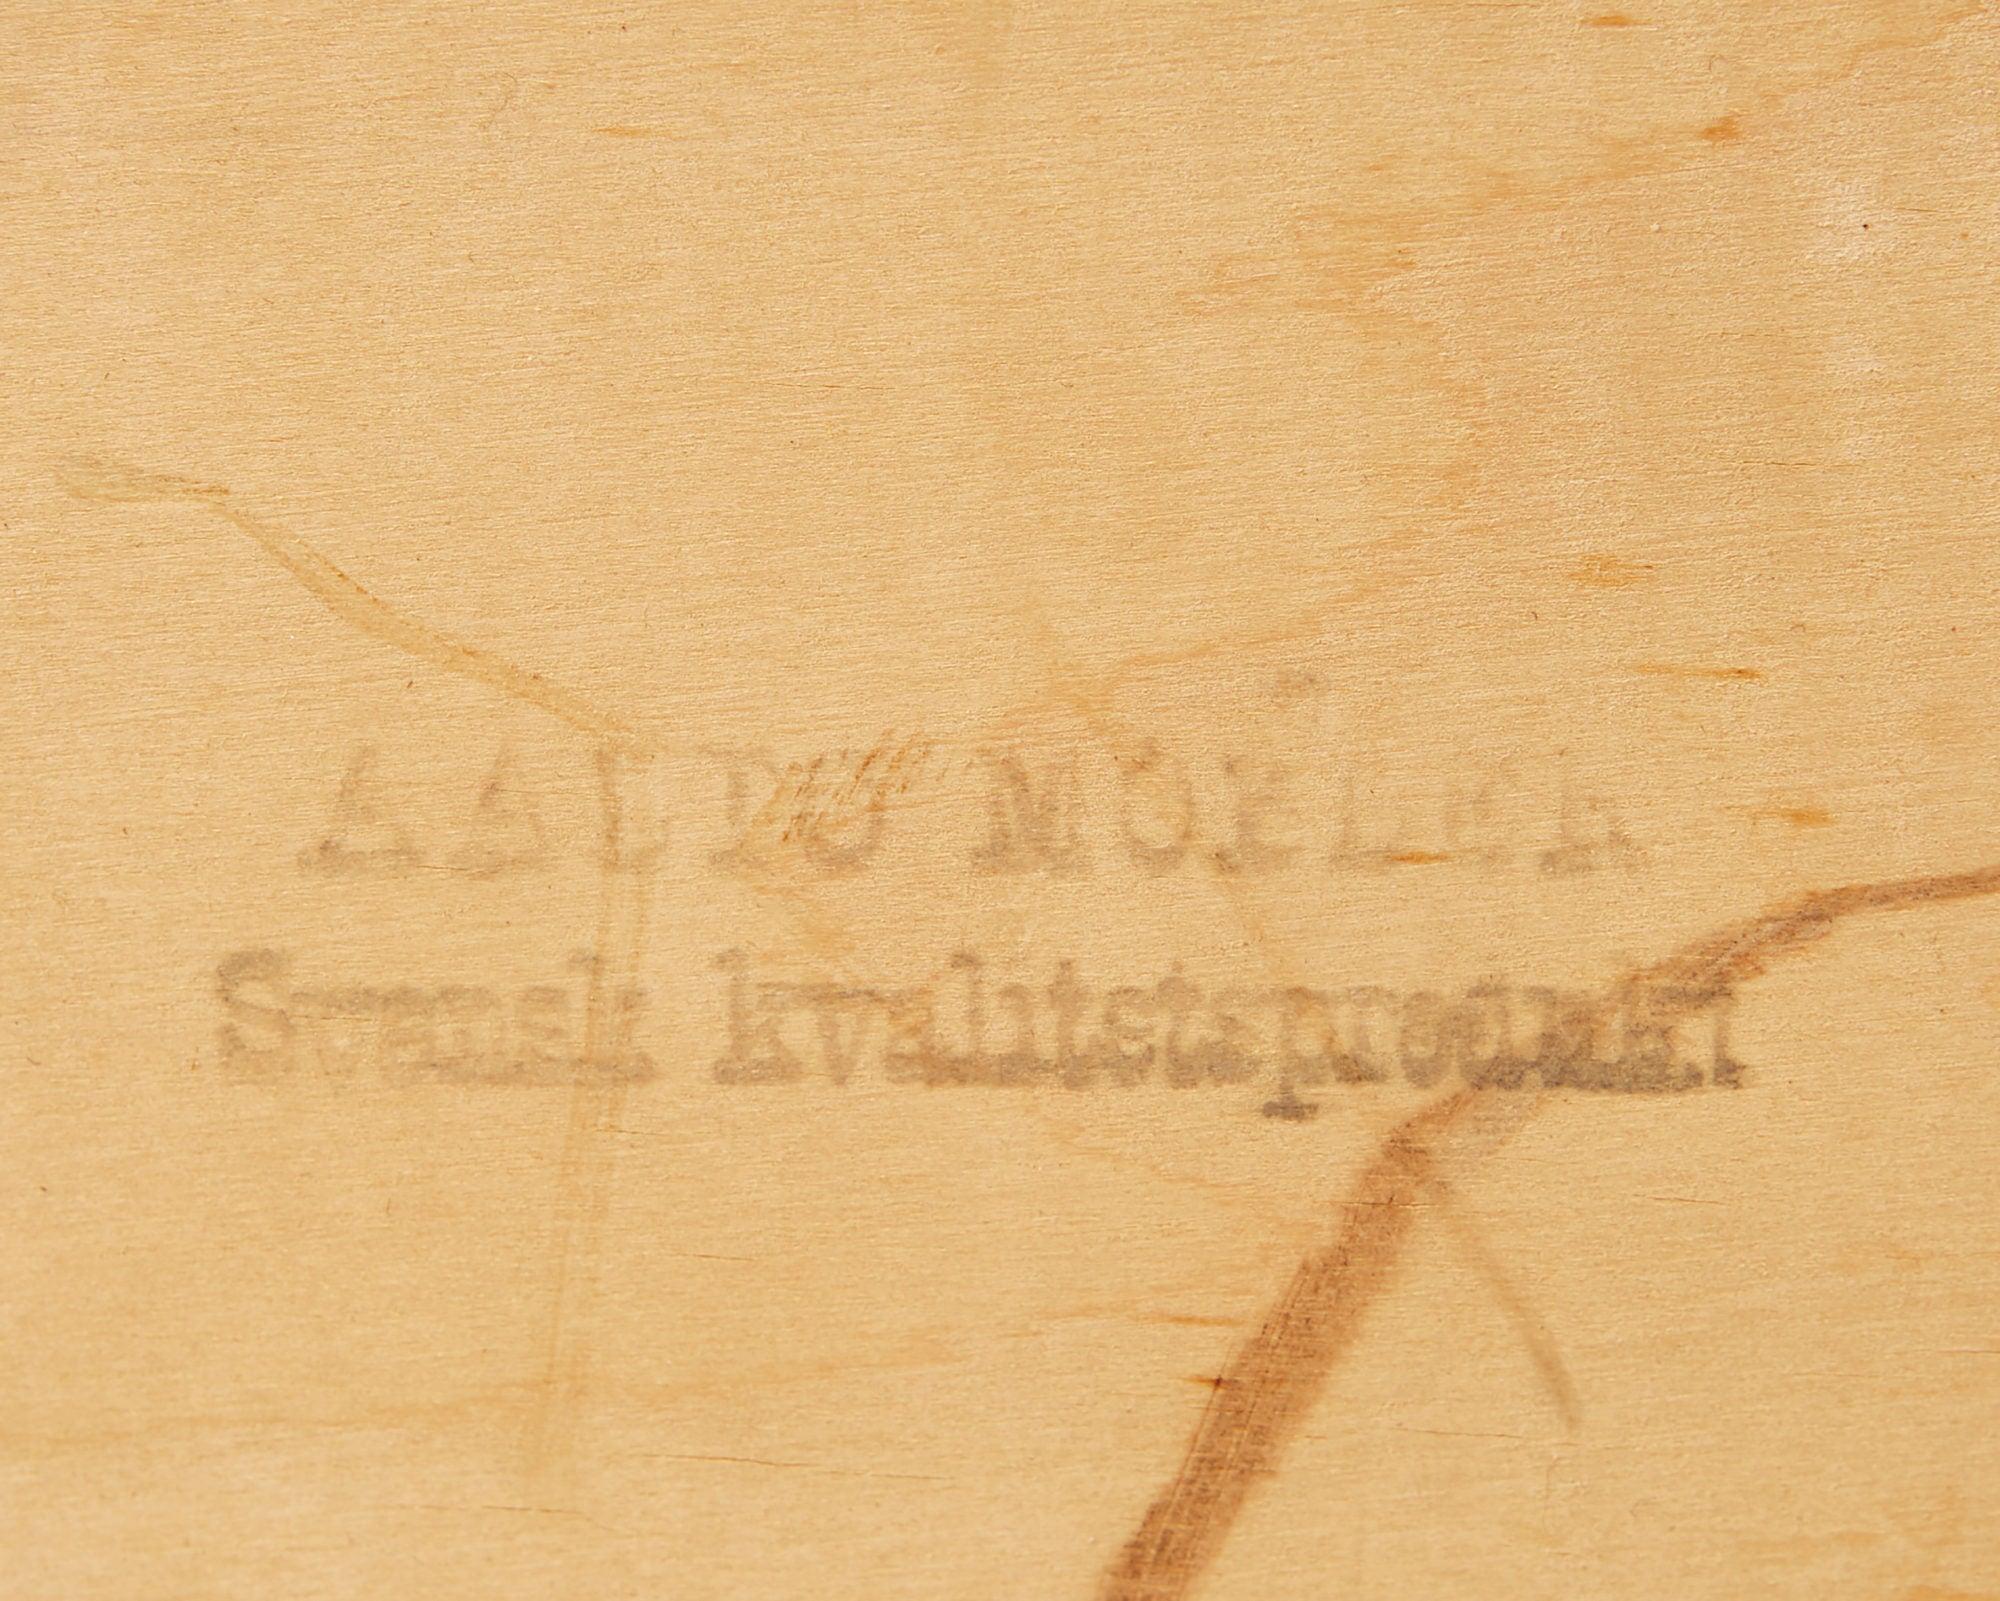 AALTO MÖBLER
Svensk kvalitetsprodukt